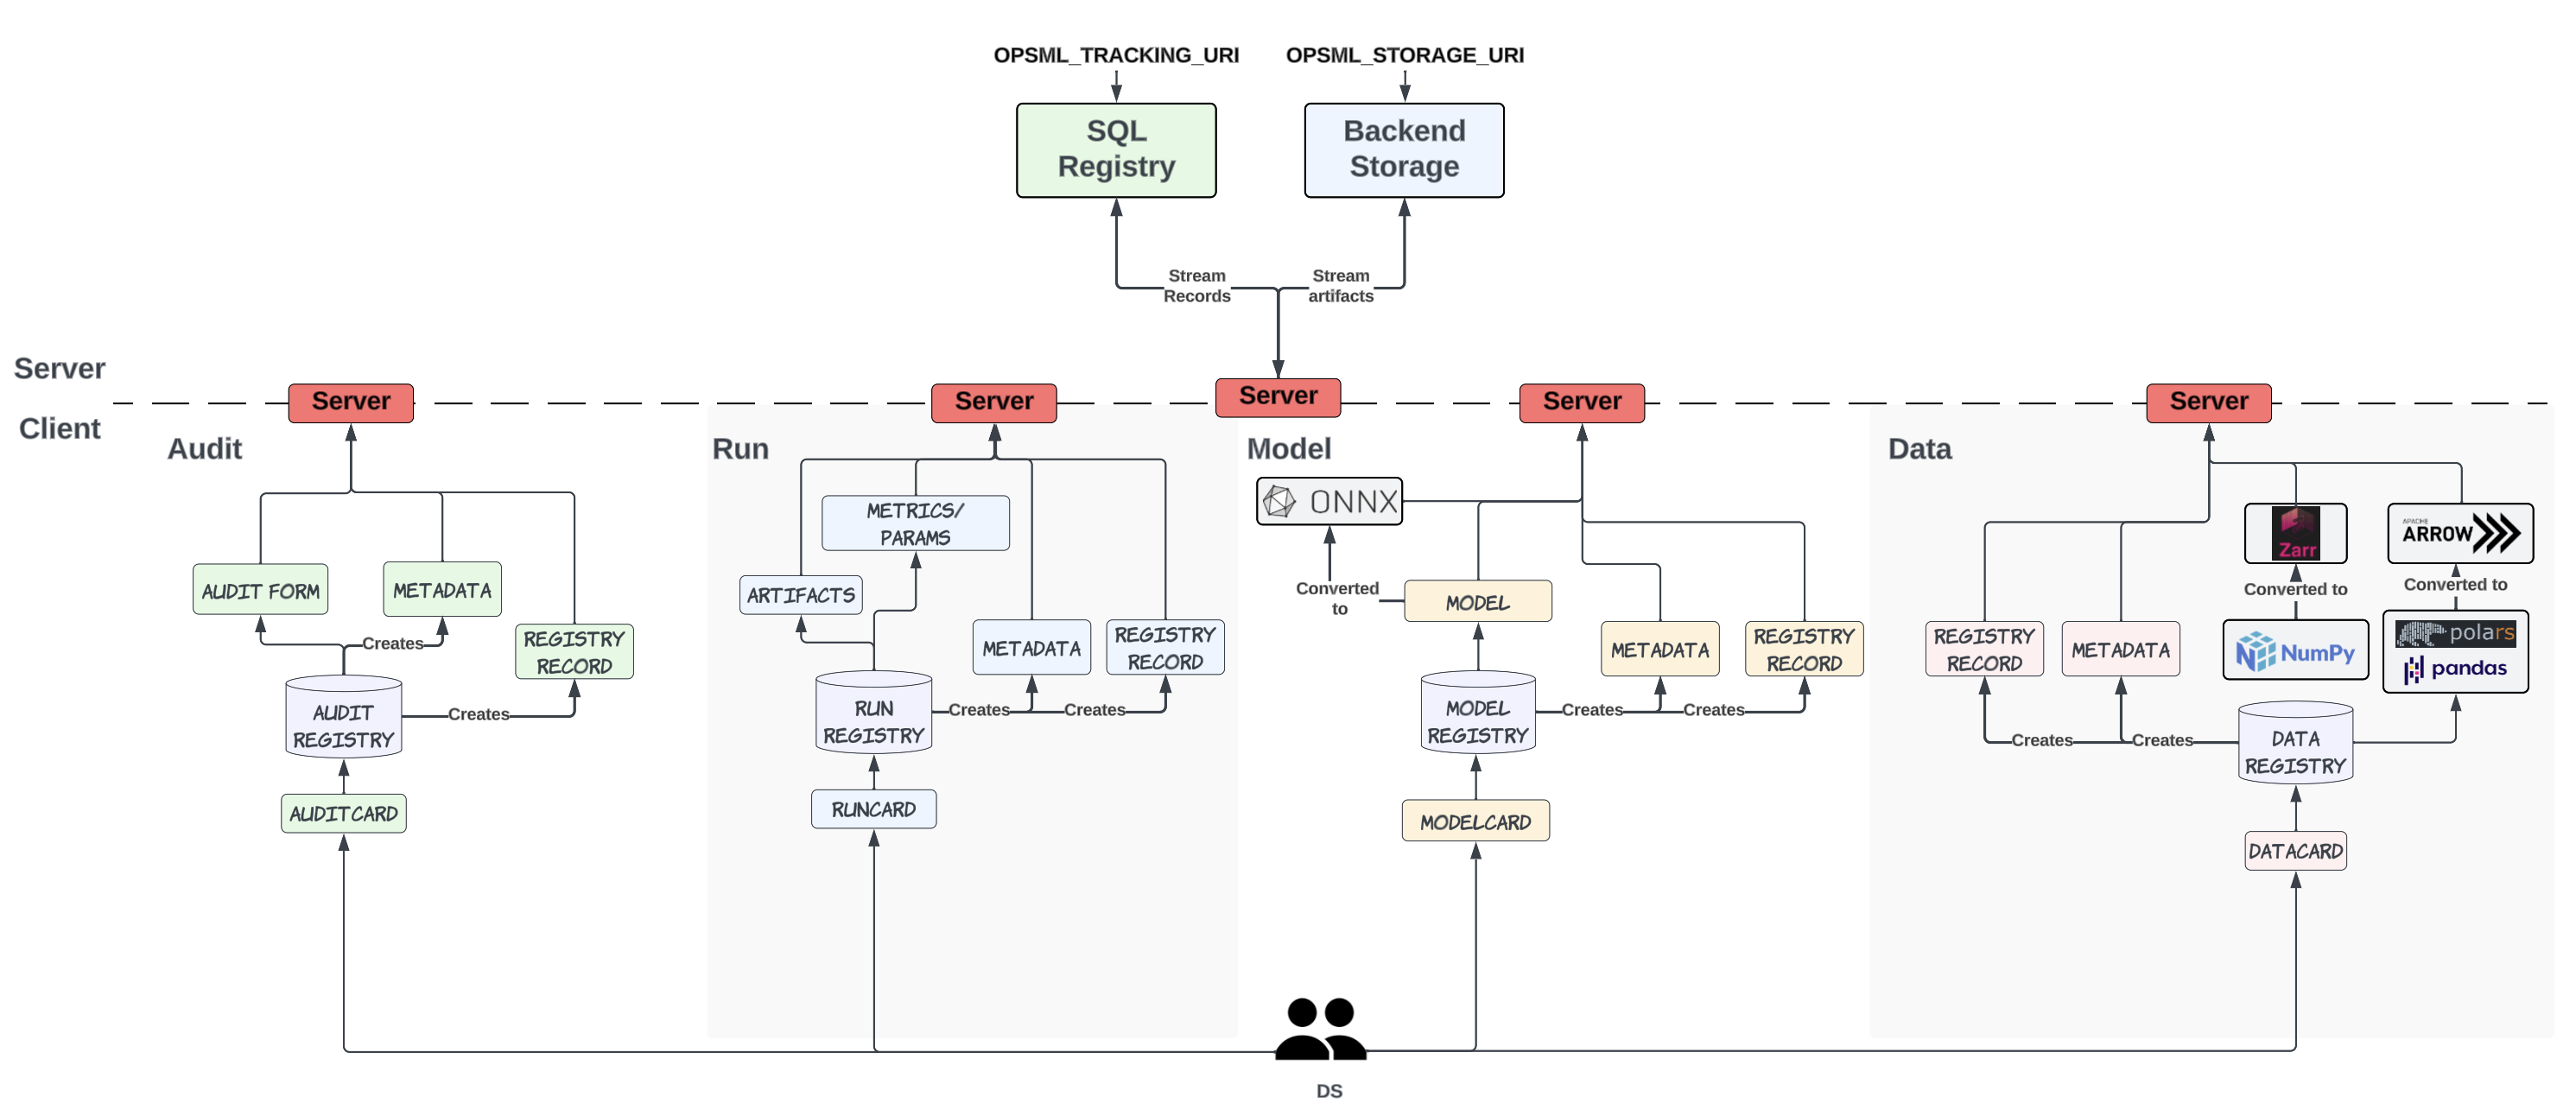 OPSML_TRACKING_URI
OPSML_STORAGE_URI
SQL
Registry
Backend
Storage
Stream
Records
Stream
artifacts
Server
Client
Server
Server
Server
Server
Server
Audit
AUDIT FORM
METADATA
REGISTRY
RECORD
Creates
Creates
AUDIT
REGISTRY
AUDITCARD
Run
METRICS/
PARAMS
ARTIFACTS
METADATA
REGISTRY
RECORD
RUN
REGISTRY
Creates
Creates
RUNCARD
Model
ONNX
Converted
to
MODEL
METADATA
REGISTRY
RECORD
MODEL
REGISTRY
Creates
Creates
MODELCARD
Data
Zarr
APACHE
ARROW
Converted to
Converted to
REGISTRY
RECORD
METADATA
NumPy
polars
pandas
Creates
Creates
DATA
REGISTRY
DATACARD
DS